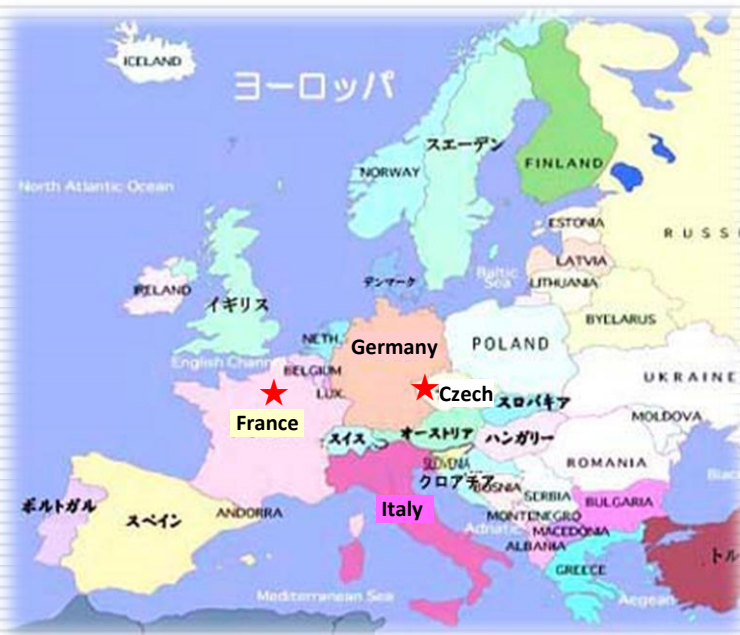 ICELAND
ヨーロッパ
スエーデン
FINLAND
NORWAY
North Atlantic Ocean
ESTONIA
RUSSI
LATVIA
デンマーク
Baltic
Sea
LITHUANIA
IRELAND
イギリス
BYELARUS
NETH.
Germany
POLAND
English Chann
BELGIUM
UKRAINE
LUX.
Czech
スロバキア
France
MOLDOVA
スイス
オーストリア
ハンガリー
SLOVENIA
ROMANIA
クロアチア
BOSNIA
SERBIA
BULGARIA
ポルトガル
スペイン
ANDORRA
Italy
MONTENEGRO
Adriatic
MACEDONIA
ALBANIA
トル
GREECE
Mediterranean Sea
Aegean